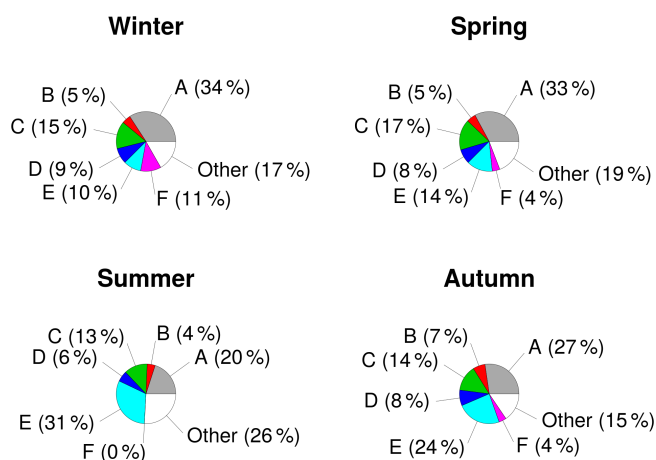 Winter
A (34 %)
B (5 %)
C (15 %)
D (9 %)
E (10 %)
F (11 %)
Other (17 %)
Spring
A (33 %)
B (5 %)
C (17 %)
D (8 %)
E (14 %)
F (4 %)
Other (19 %)
Summer
A (20 %)
B (4 %)
C (13 %)
D (6 %)
E (31 %)
F (0 %)
Other (26 %)
Autumn
A (27 %)
B (7 %)
C (14 %)
D (8 %)
E (24 %)
F (4 %)
Other (15 %)